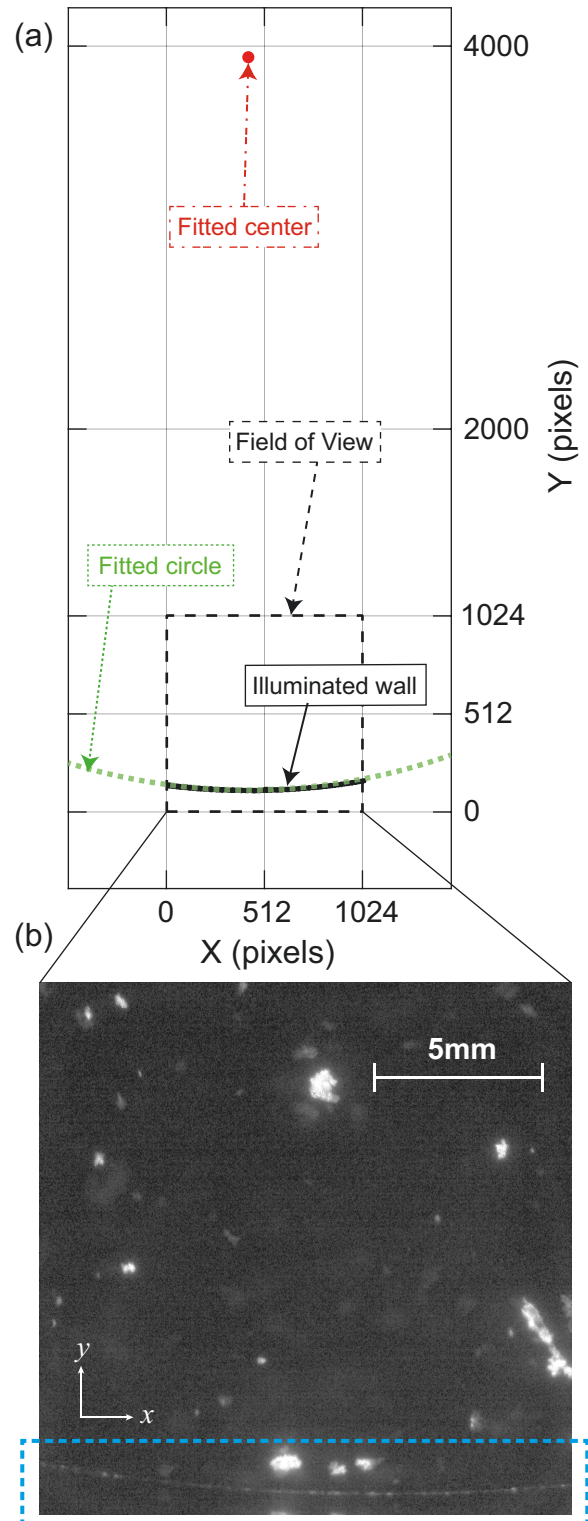 (a)
4000
Fitted center
Y (pixels)
2000
Field of View
Fitted circle
1024
Illuminated wall
512
0
0 512 1024
X (pixels)
(b)
5mm
y
x